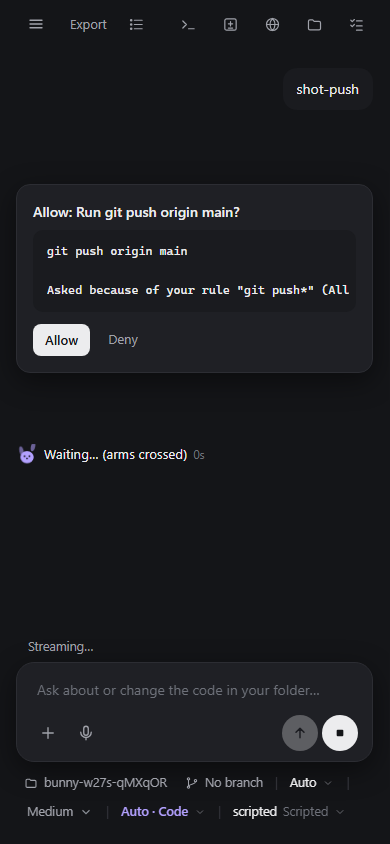 Export
shot-push
Allow: Run git push origin main?
git push origin main
Asked because of your rule "git push*" (All
Allow Deny
Waiting... (arms crossed) 0s
Streaming...
Ask about or change the code in your folder...
bunny-w27s-qMXqOR No branch Auto
Medium Auto · Code scripted Scripted